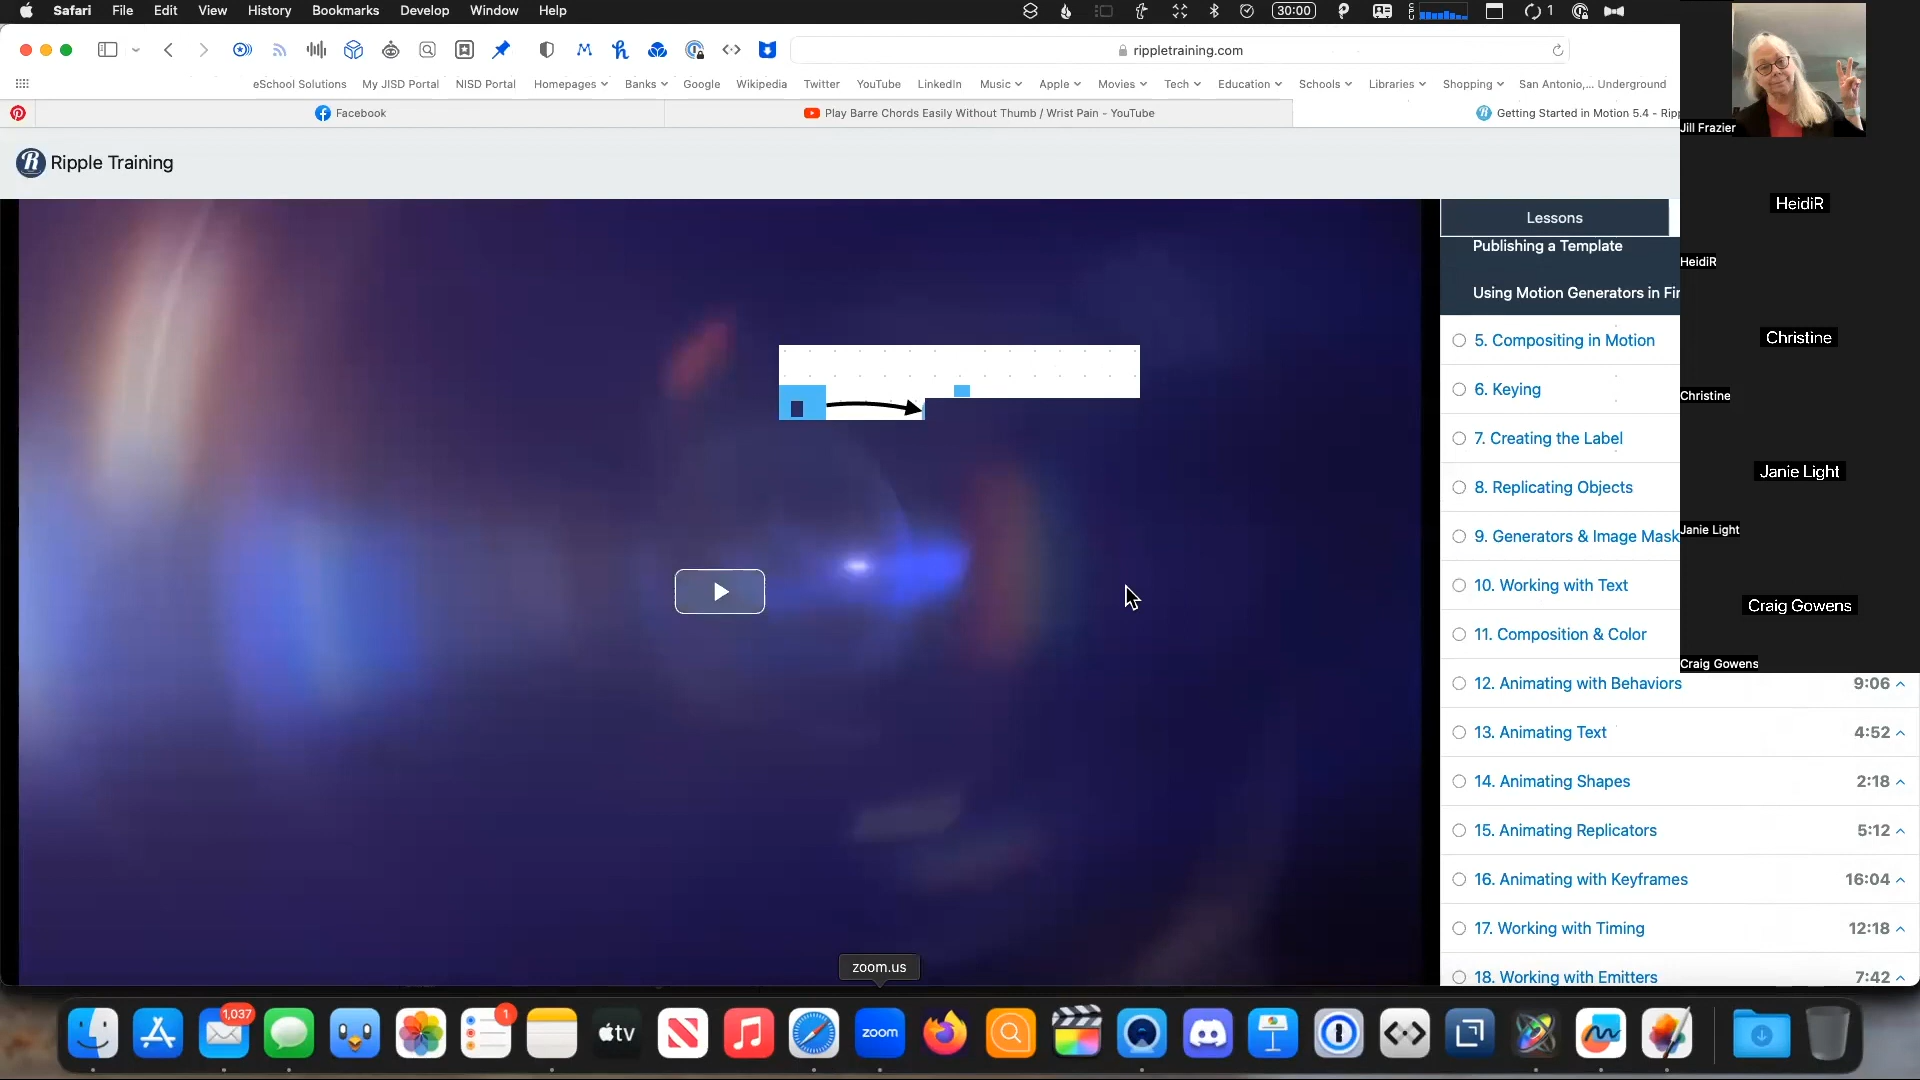 Safari File Edit View History Bookmarks Develop Window Help
30:00
1
rippletraining.com
eSchool Solutions My JISD Portal NISD Portal Homepages Banks Google Wikipedia Twitter YouTube LinkedIn Music Apple Movies Tech Education Schools Libraries Shopping San Antonio,... Underground
Facebook
Play Barre Chords Easily Without Thumb / Wrist Pain - YouTube
Getting Started in Motion 5.4 - Rip
Jill Frazier
Ripple Training
HeidiR
HeidiR
Lessons
Publishing a Template
Using Motion Generators in Fin
5. Compositing in Motion
Christine
Christine
6. Keying
7. Creating the Label
Janie Light
8. Replicating Objects
Janie Light
9. Generators & Image Mask
10. Working with Text
Craig Gowens
11. Composition & Color
Craig Gowens
12. Animating with Behaviors 9:06
13. Animating Text 4:52
14. Animating Shapes 2:18
15. Animating Replicators 5:12
16. Animating with Keyframes 16:04
17. Working with Timing 12:18
18. Working with Emitters 7:42
zoom.us
1,037
1
tv
zoom